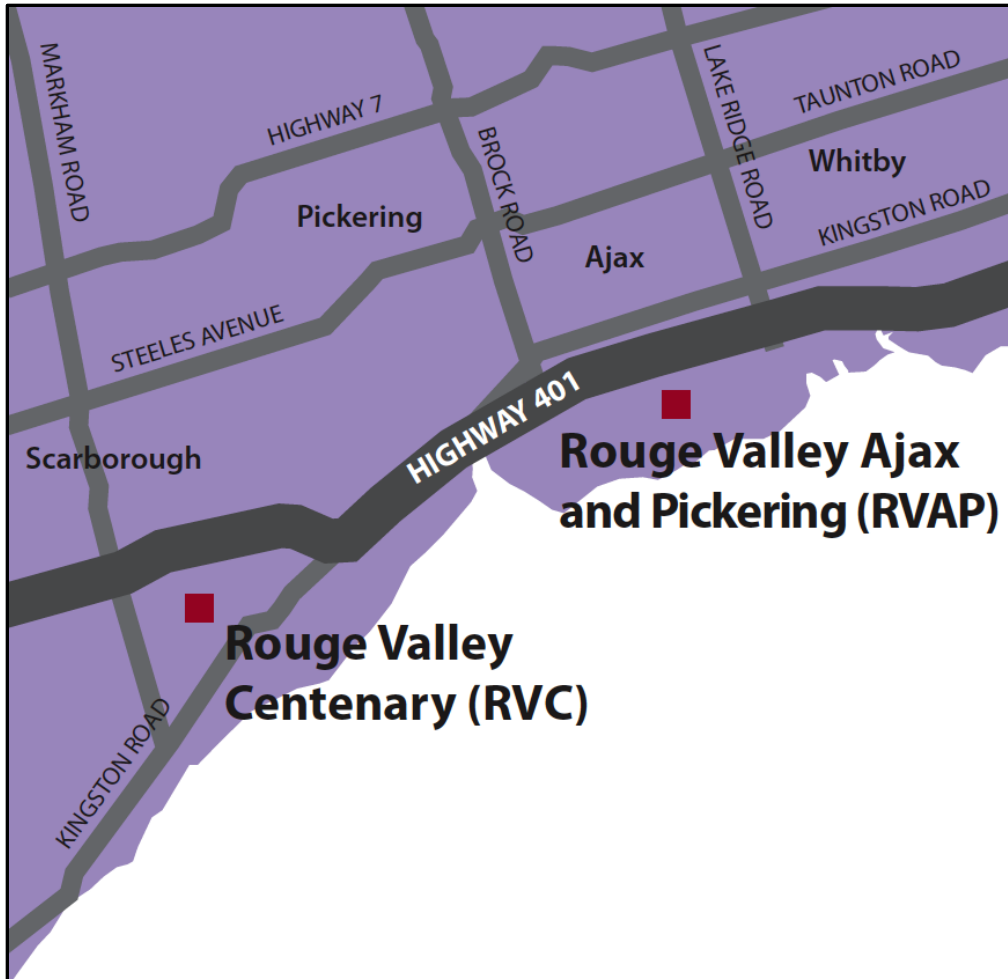 MARKHAM ROAD
HIGHWAY 7
BROCK ROAD
LAKE RIDGE ROAD
TAUNTON ROAD
Whitby
KINGSTON ROAD
Pickering
Ajax
STEELES AVENUE
HIGHWAY 401
Scarborough
Rouge Valley Ajax
and Pickering (RVAP)
Rouge Valley
Centenary (RVC)
KINGSTON ROAD